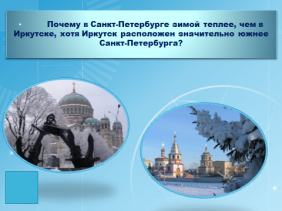 • Почему в Санкт-Петербурге зимой теплее, чем в
Иркутске, хотя Иркутск расположен значительно южнее
Санкт-Петербурга?